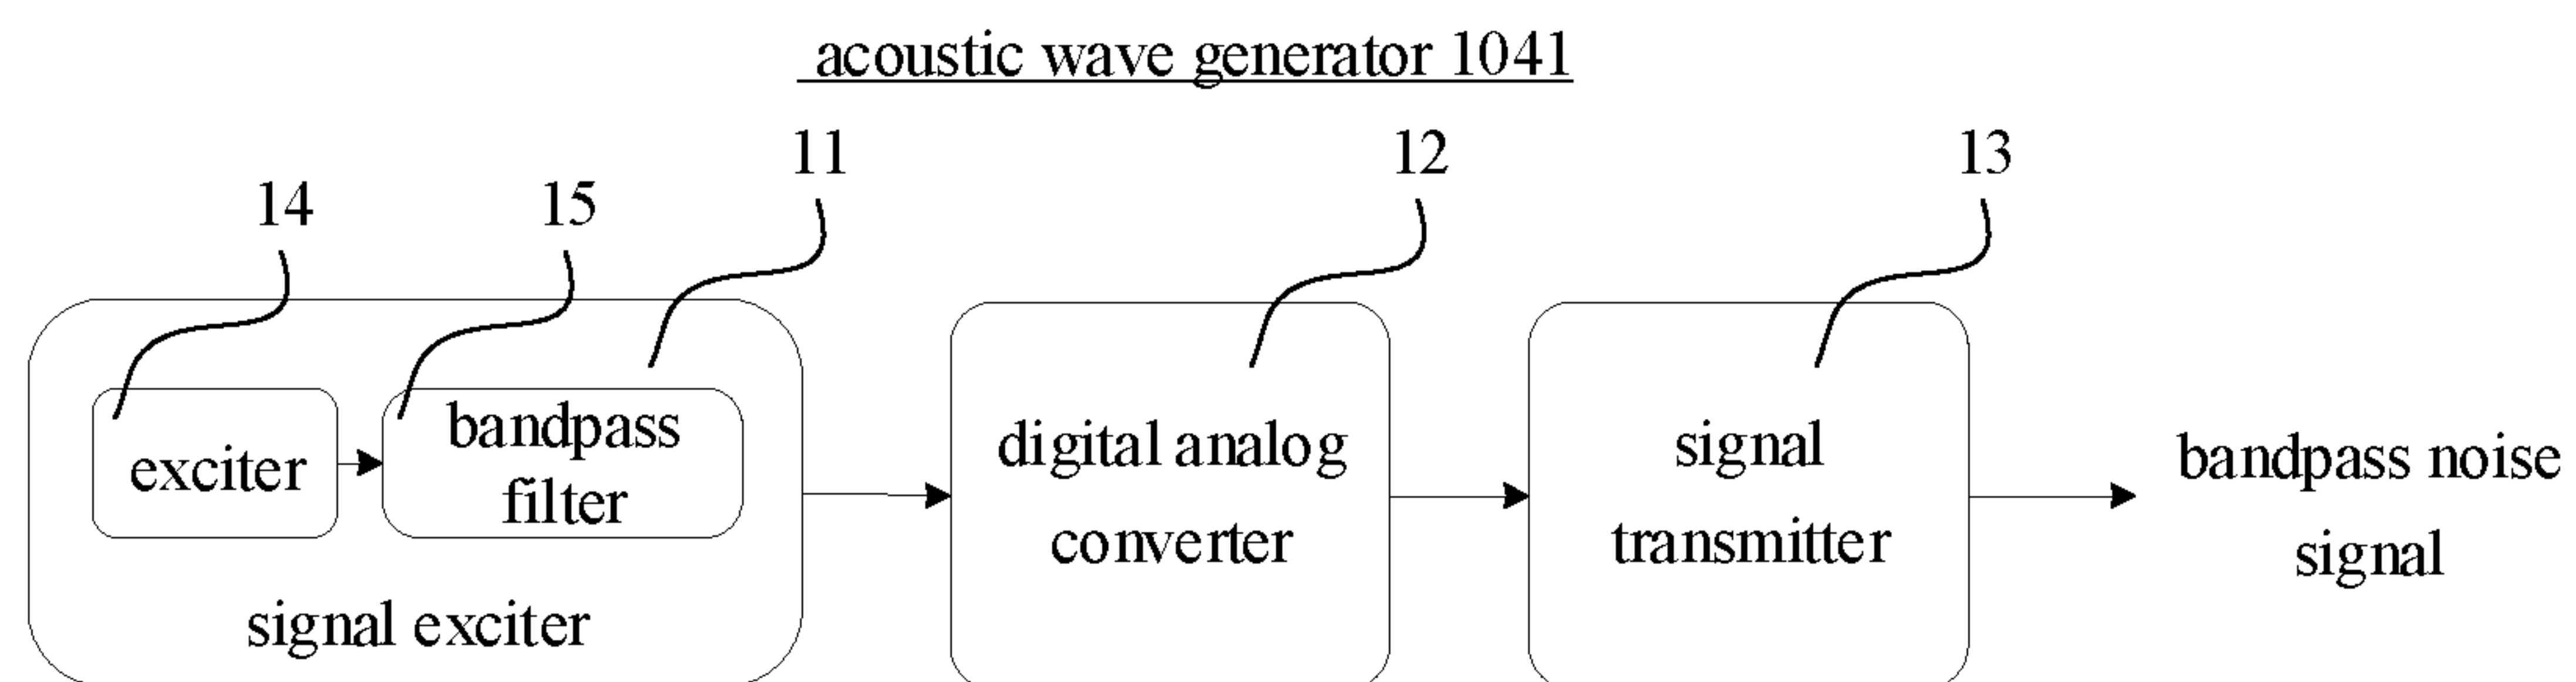 acoustic wave generator 1041
11
12
13
14
15
exciter
bandpass
filter
signal exciter
digital analog
converter
signal
transmitter
bandpass noise
signal